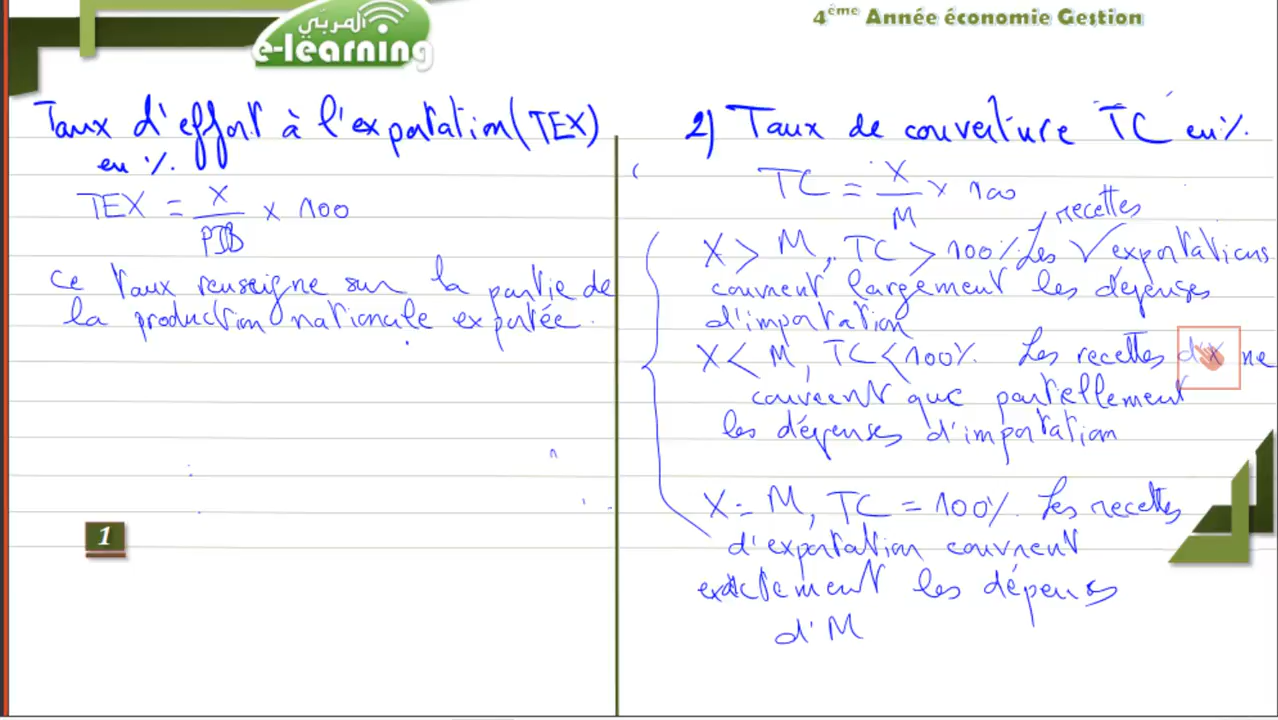 المربي
e-learning
4ème Année économie Gestion
Taux d'effort à l'exportation (TEX)
en %.
TEX = X / PIB x 100
Ce taux renseigne sur la partie de
la production nationale exportée.
1
2) Taux de couverture TC en %.
TC = X / M x 100
recettes
X > M, TC > 100%. Les √ exportations
couvrent largement les dépenses
d'importation
X < M, TC < 100%. Les recettes d'X ne
couvrent que partiellement
les dépenses d'importation
X = M, TC = 100%. Les recettes
d'exportation couvrent
exactement les dépenses
d'M